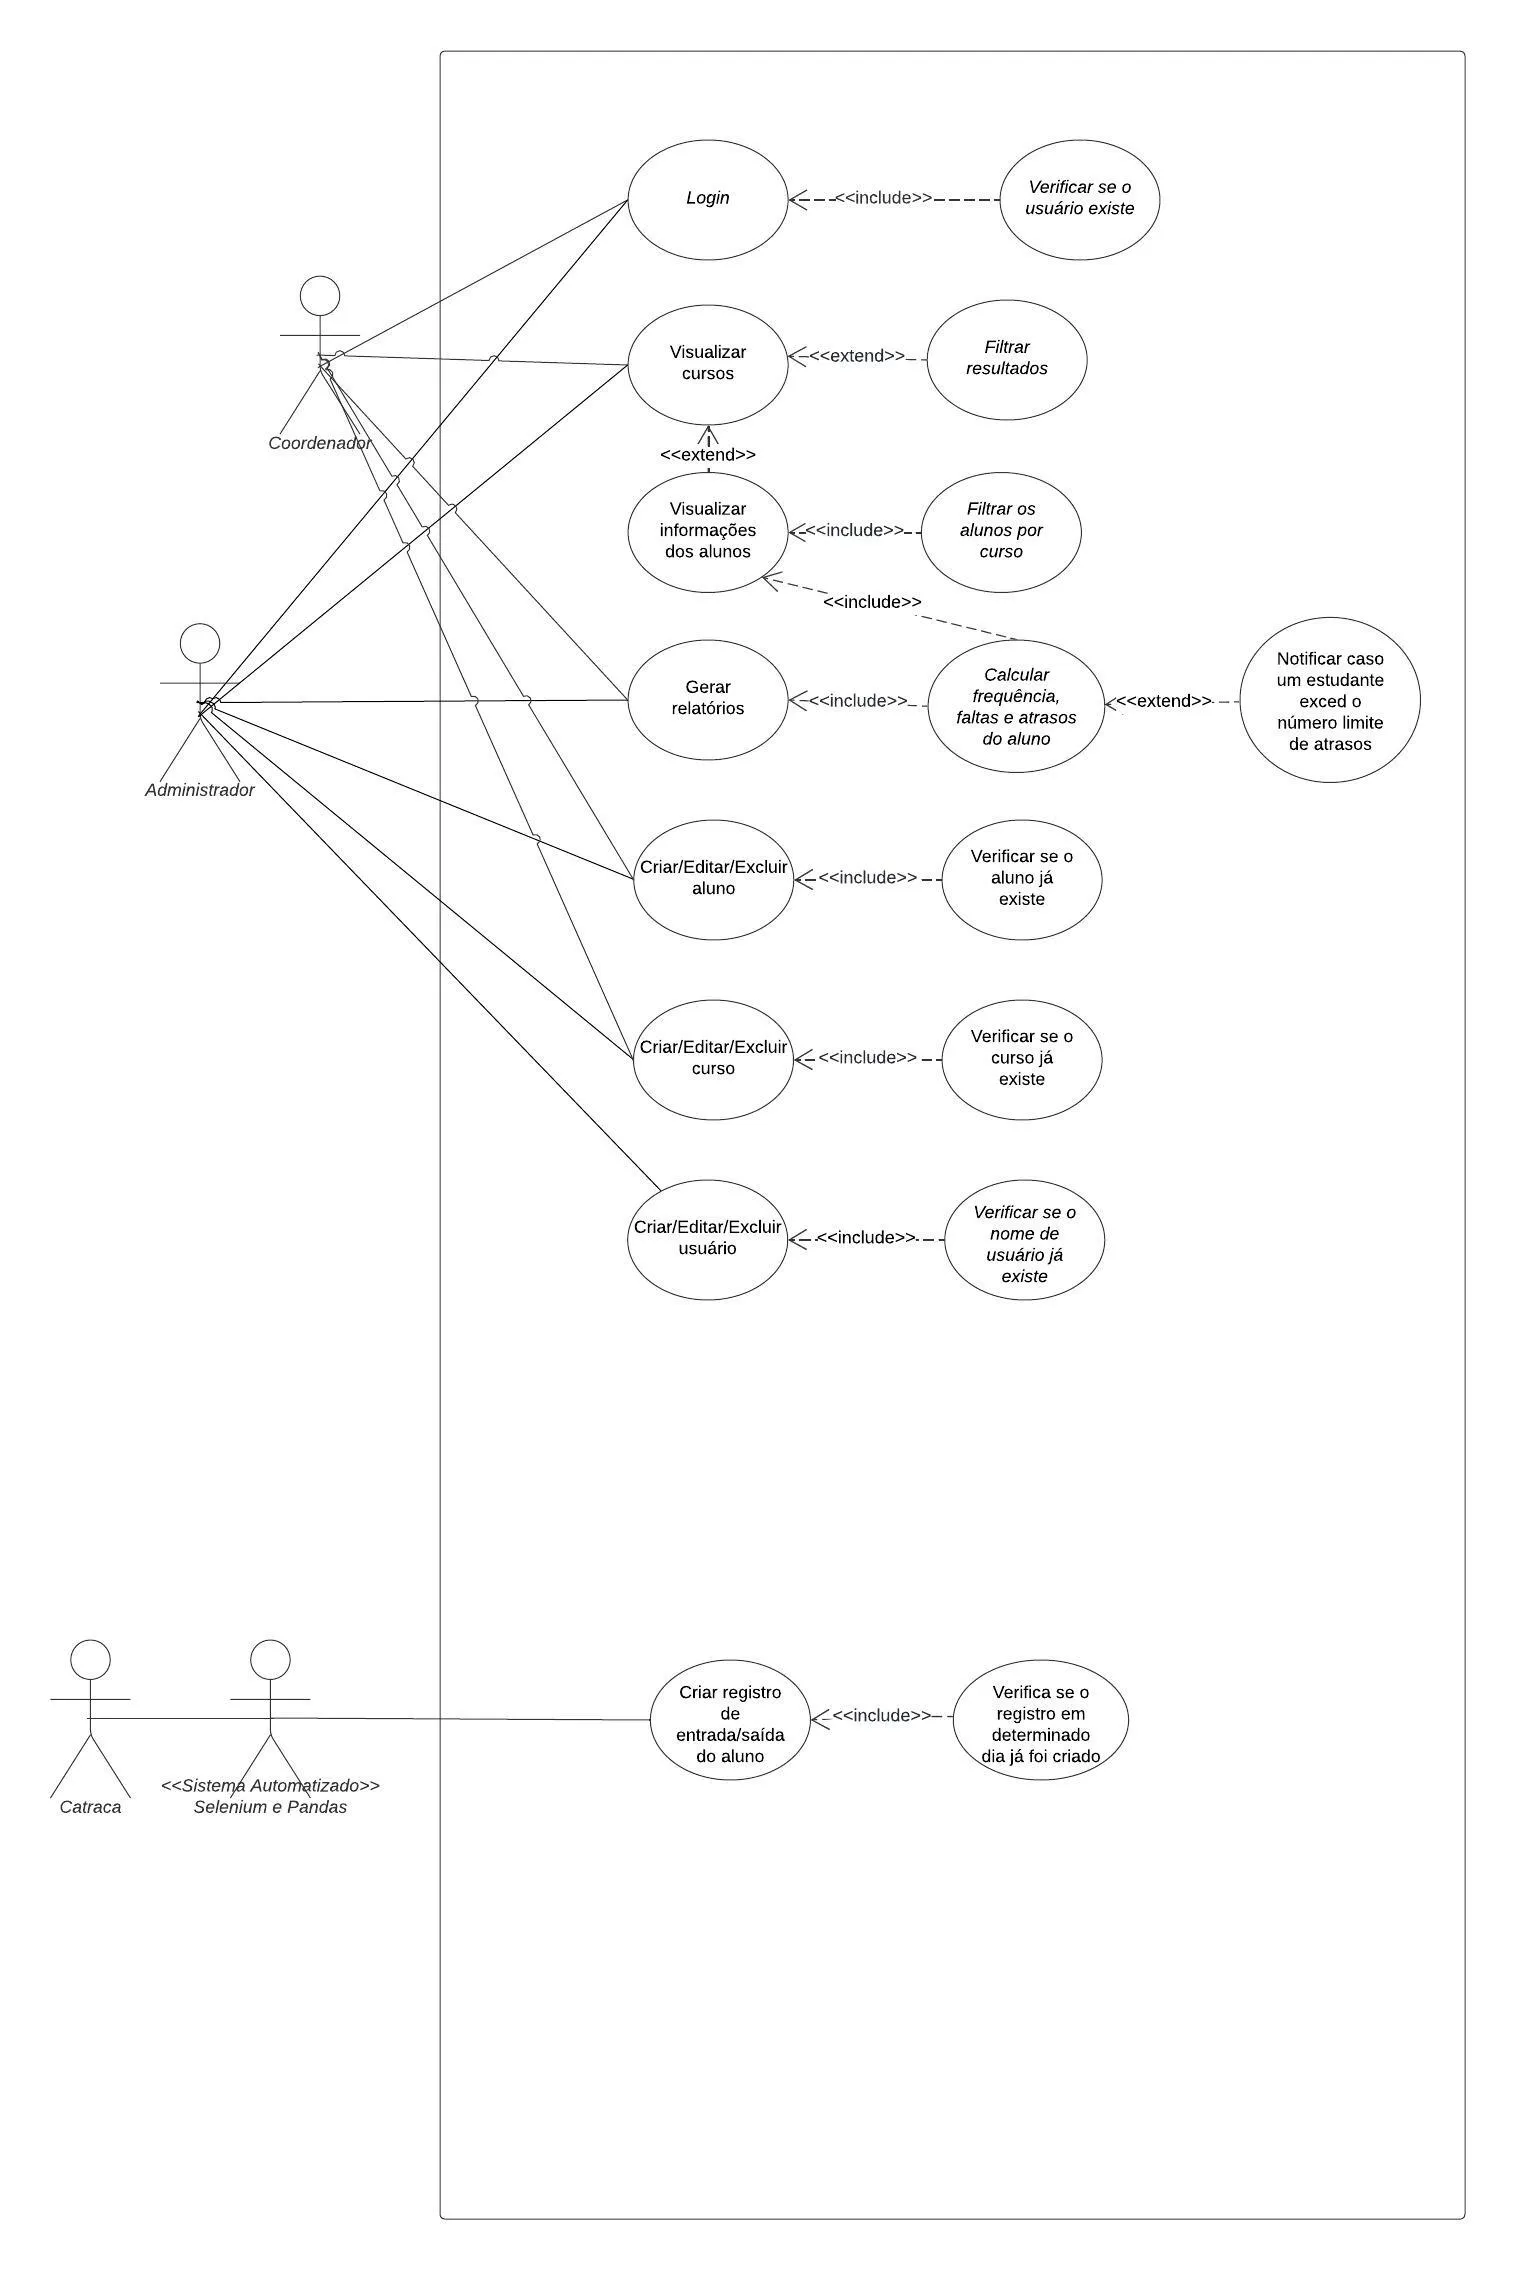 Login
<<include>>
Verificar se o
usuário existe
Coordenador
Visualizar
cursos
<<extend>>
Filtrar
resultados
<<extend>>
Visualizar
informações
dos alunos
<<include>>
Filtrar os
alunos por
curso
<<include>>
Administrador
Gerar
relatórios
<<include>>
Calcular
frequência,
faltas e atrasos
do aluno
<<extend>>
Notificar caso
um estudante
exced o
número limite
de atrasos
Criar/Editar/Excluir
aluno
<<include>>
Verificar se o
aluno já
existe
Criar/Editar/Excluir
curso
<<include>>
Verificar se o
curso já
existe
Criar/Editar/Excluir
usuário
<<include>>
Verificar se o
nome de
usuário já
existe
Catraca
<<Sistema Automatizado>>
Selenium e Pandas
Criar registro
de
entrada/saída
do aluno
<<include>>
Verifica se o
registro em
determinado
dia já foi criado